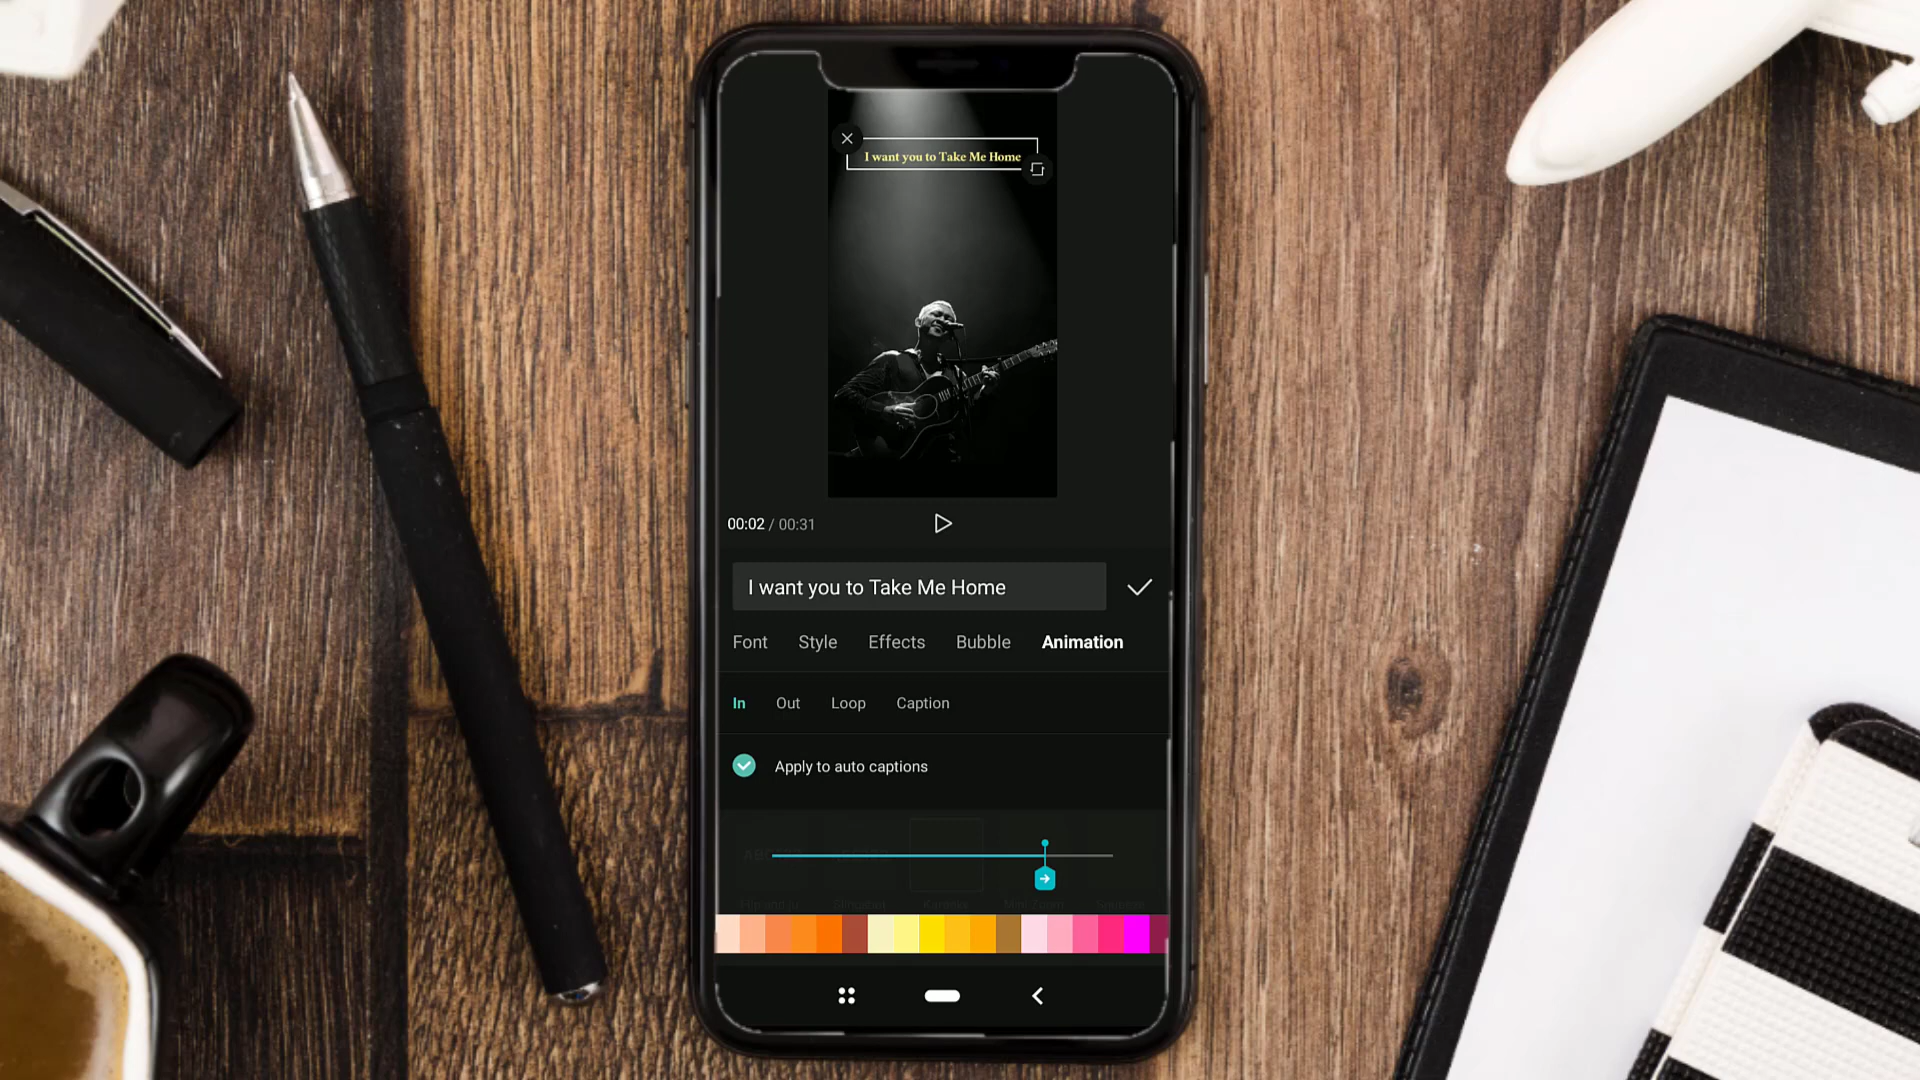 I want you to Take Me Home
00:02 / 00:31
I want you to Take Me Home
Font Style Effects Bubble Animation
In Out Loop Caption
Apply to auto captions
Karaoke